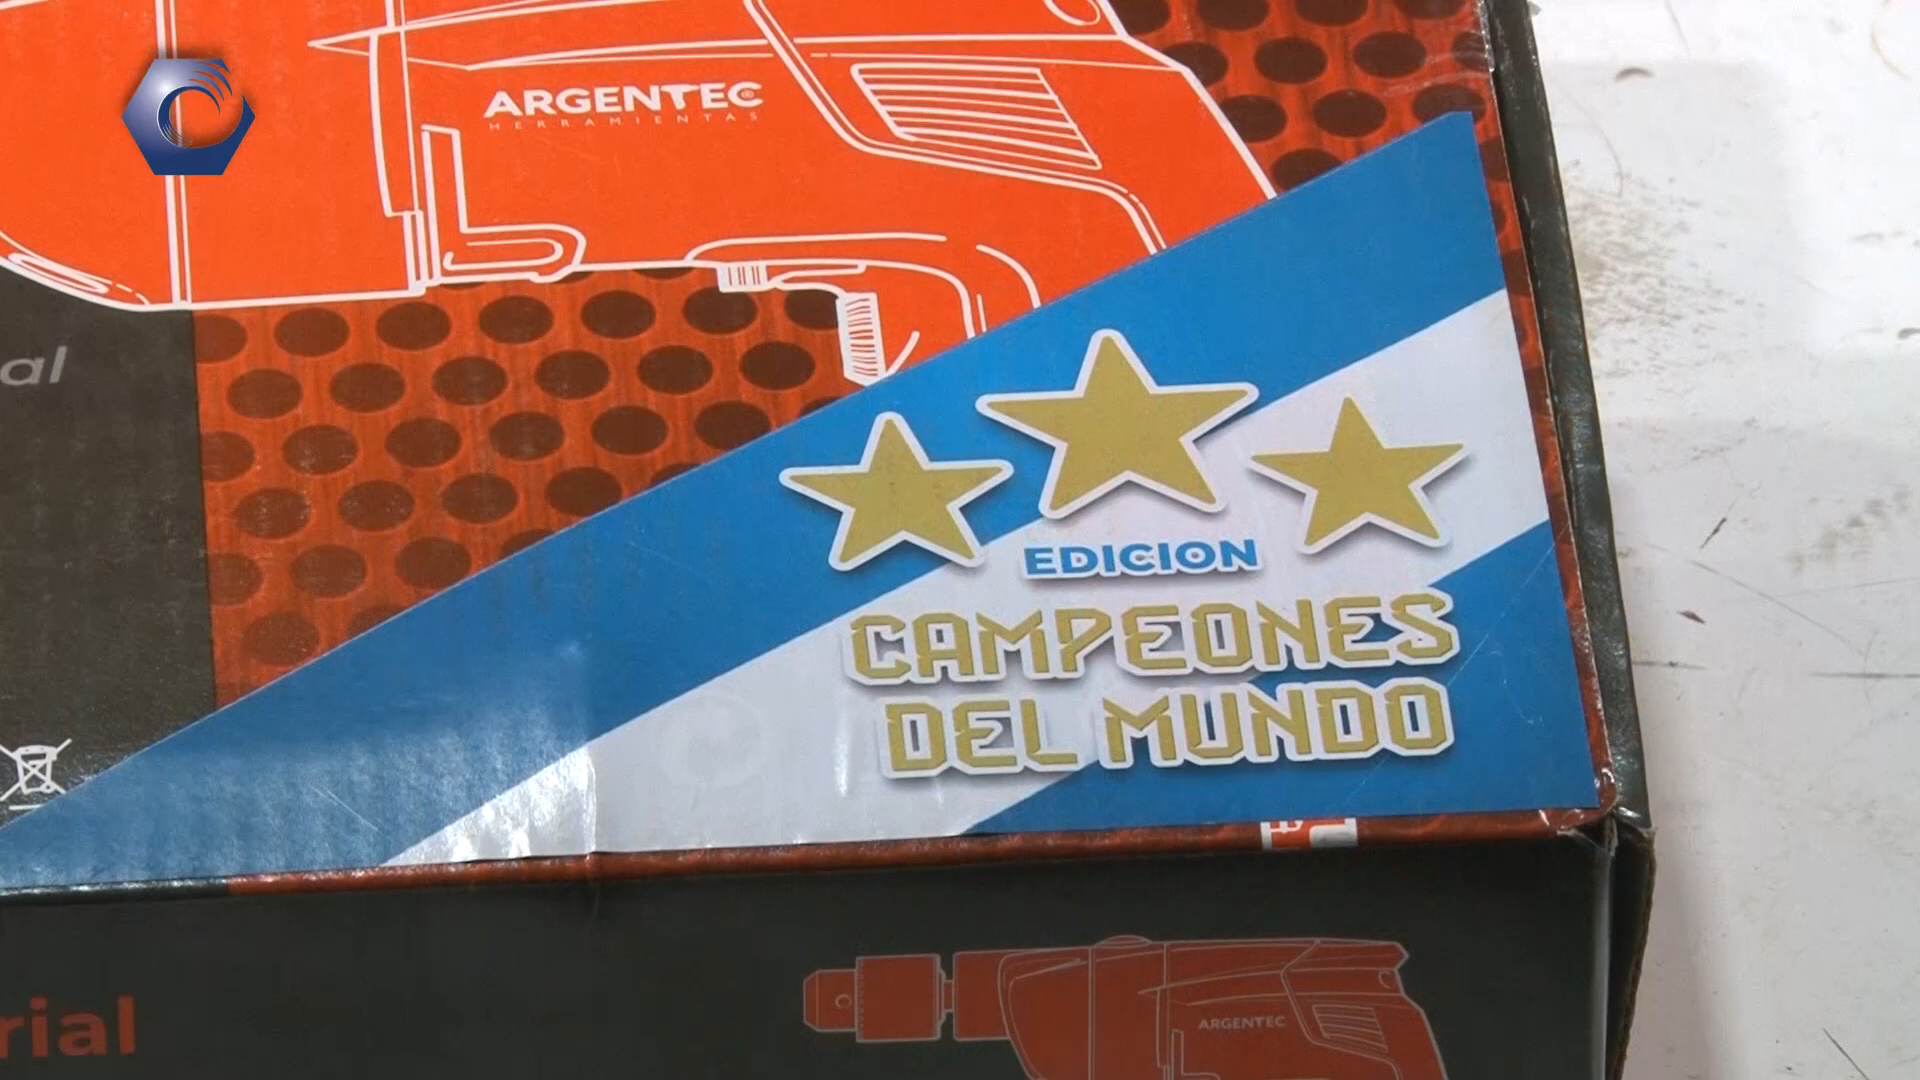 ARGENTEC
HERRAMIENTAS
al
EDICION
CAMPEONES
DEL MUNDO
rial
ARGENTEC